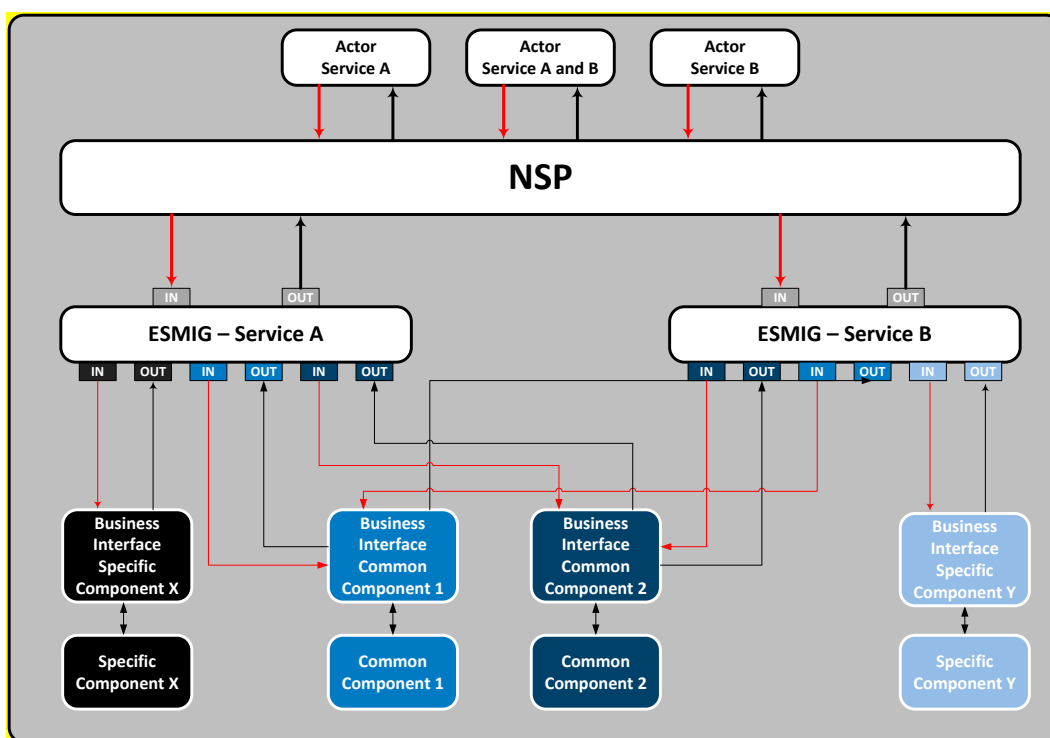 Actor
Service A
Actor
Service A and B
Actor
Service B
NSP
IN
OUT
IN
OUT
ESMIG – Service A
ESMIG – Service B
IN
OUT
IN
OUT
IN
OUT
IN
OUT
IN
OUT
IN
OUT
Business
Interface
Specific
Component X
Business
Interface
Common
Component 1
Business
Interface
Common
Component 2
Business
Interface
Specific
Component Y
Specific
Component X
Common
Component 1
Common
Component 2
Specific
Component Y